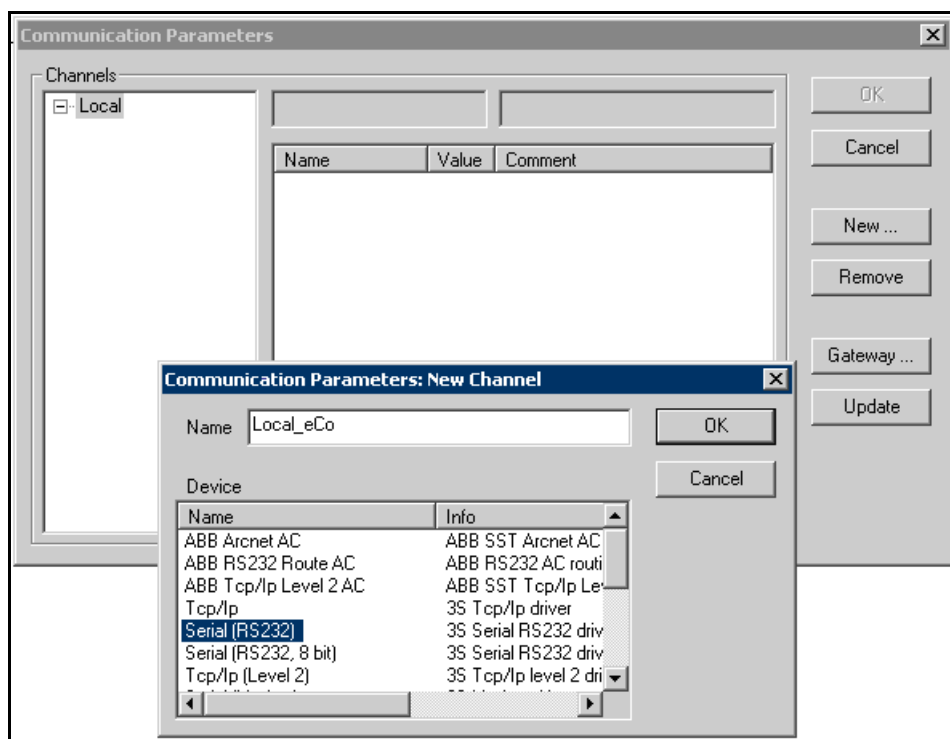 Communication Parameters
Channels
Local
OK
Cancel
Name Value Comment
New ...
Remove
Gateway ...
Update
Communication Parameters: New Channel
Name Local_eCo
OK
Cancel
Device
Name Info
ABB Arcnet AC ABB SST Arcnet AC
ABB RS232 Route AC ABB RS232 AC routi
ABB Tcp/Ip Level 2 AC ABB SST Tcp/Ip Le
Tcp/Ip 3S Tcp/Ip driver
Serial (RS232) 3S Serial RS232 driv
Serial (RS232, 8 bit) 3S Serial RS232 driv
Tcp/Ip (Level 2) 3S Tcp/Ip level 2 dri